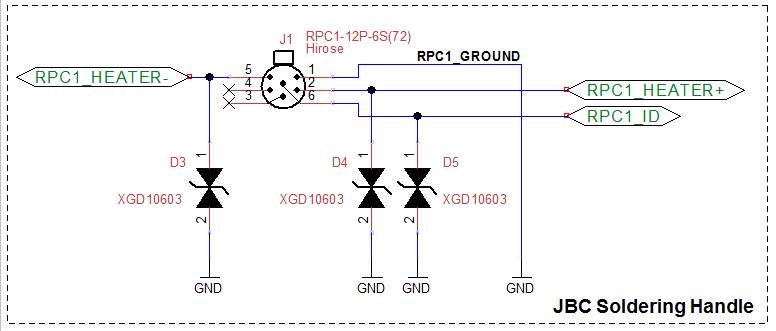 J1
RPC1-12P-6S(72)
Hirose
RPC1_GROUND
RPC1_HEATER-
5
4
3
1
2
6
RPC1_HEATER+
RPC1_ID
D3
1
XGD10603
2
GND
D4
1
XGD10603
2
GND
D5
1
XGD10603
2
GND
GND
JBC Soldering Handle